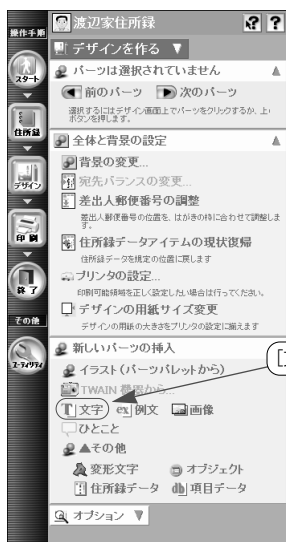 操作手順
渡辺家住所録
? ?
デザインを作る ▼
スタート
パーツは選択されていません ▲
前のパーツ 次のパーツ
選択するにはデザイン画面上でパーツをクリックするか、上
ボタンを押します。
住所録
全体と背景の設定 ▲
背景の変更...
デザイン
宛先バランスの変更...
差出人郵便番号の調整
差出人郵便番号の位置を、はがきの枠に合わせて調整しま
す。
印刷
住所録データアイテムの現状復帰
住所録データを規定の位置に戻します
プリンタの設定...
印刷可能領域を正しく設定したい場合は行ってください。
終了
デザインの用紙サイズ変更
デザインの用紙の大きさをプリンタの設定に揃えます
その他
新しいパーツの挿入
イラスト(パーツパレットから)
ユーティリティ
TWAIN 機器から...
文字 ex 例文 画像
ひとこと
▲その他
変形文字 オブジェクト
住所録データ db 項目データ
オプション ▼